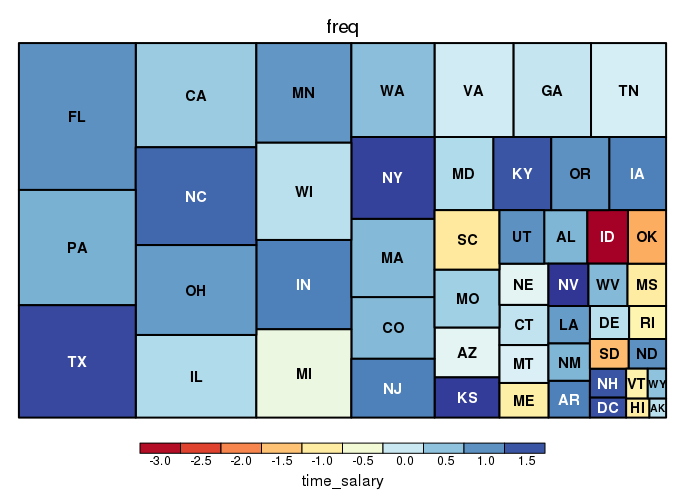 freq
FL
CA
MN
WA
VA
GA
TN
NC
WI
NY
MD
KY
OR
IA
PA
OH
IN
MA
SC
UT
AL
ID
OK
TX
IL
MI
CO
MO
NE
NV
WV
MS
NJ
AZ
CT
LA
DE
RI
KS
MT
NM
SD
ND
ME
AR
NH
VT
WY
DC
HI
AK
-3.0 -2.5 -2.0 -1.5 -1.0 -0.5 0.0 0.5 1.0 1.5
time_salary